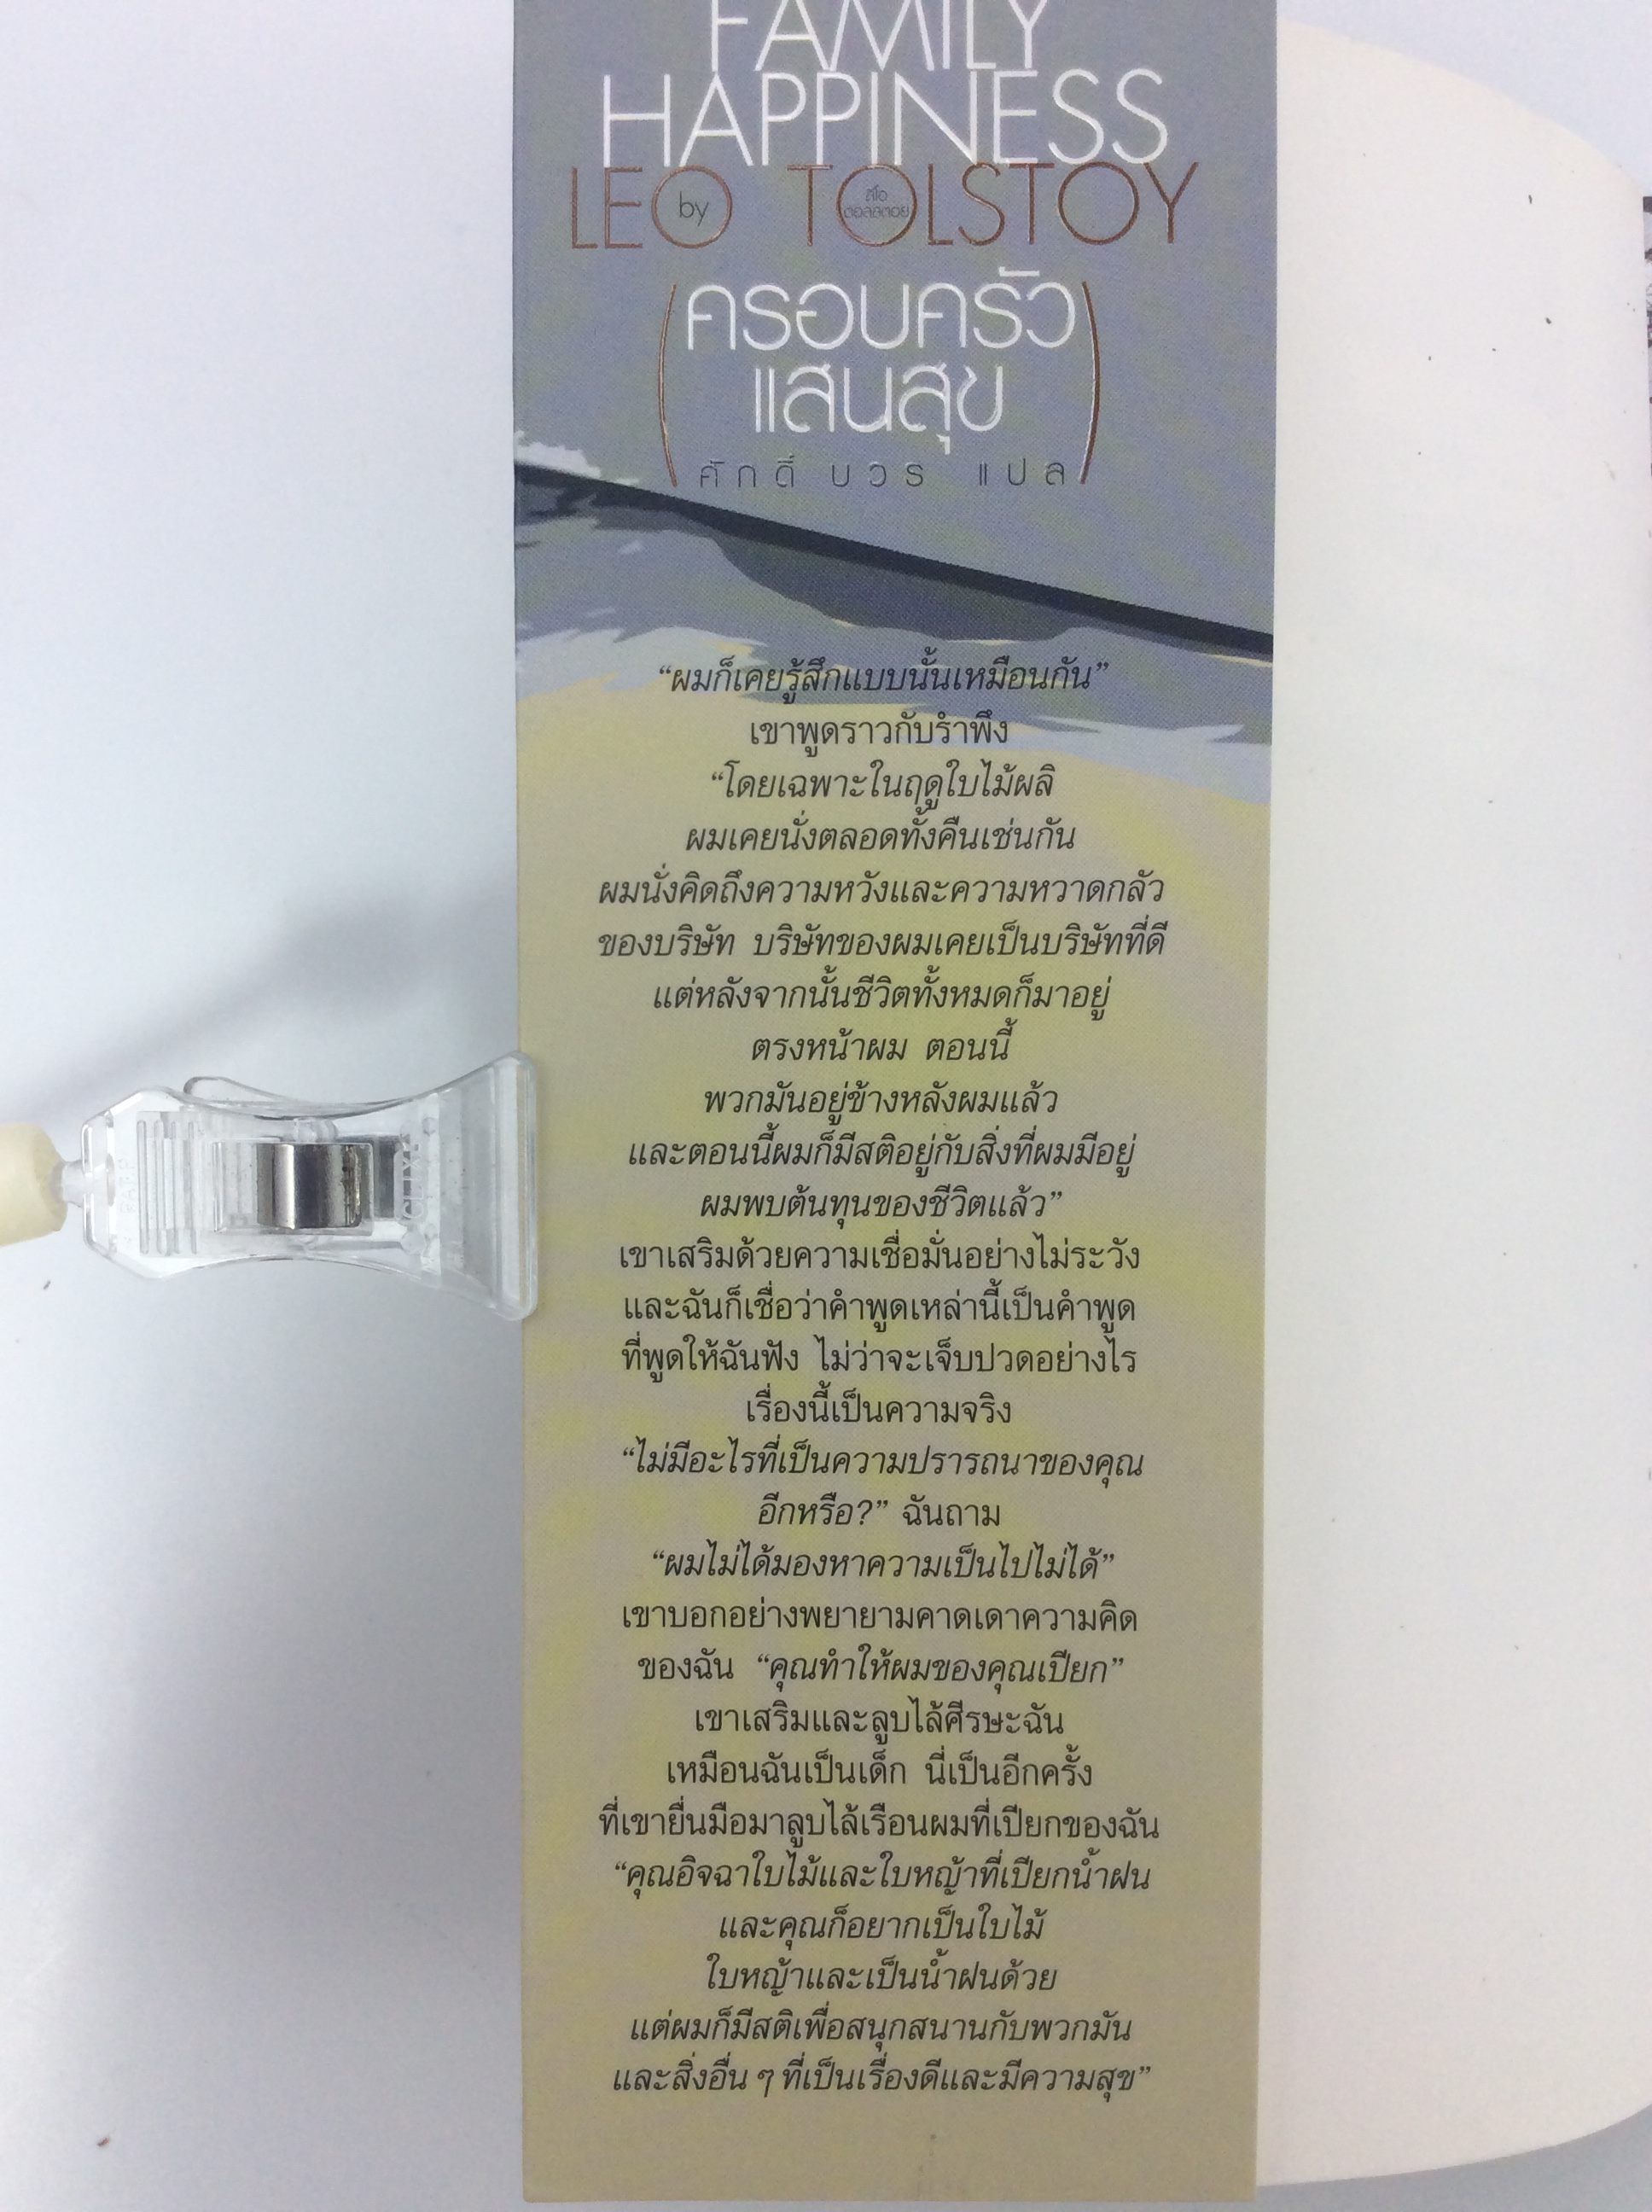 FAMILY
HAPPINESS
by
LEO TOLSTOY
ลีโอ
ตอลสตอย
(ครอบครัว
แสนสุข)
ศักดิ์ บวร แปล
“ผมก็เคยรู้สึกแบบนั้นเหมือนกัน”
เขาพูดราวกับรำพึง
“โดยเฉพาะในฤดูใบไม้ผลิ
ผมเคยนั่งตลอดทั้งคืนเช่นกัน
ผมนั่งคิดถึงความหวังและความหวาดกลัว
ของบริษัท บริษัทของผมเคยเป็นบริษัทที่ดี
แต่หลังจากนั้นชีวิตทั้งหมดก็มาอยู่
ตรงหน้าผม ตอนนี้
พวกมันอยู่ข้างหลังผมแล้ว
และตอนนี้ผมก็มีสติอยู่กับสิ่งที่ผมมีอยู่
ผมพบต้นทุนของชีวิตแล้ว”
เขาเสริมด้วยความเชื่อมั่นอย่างไม่ระวัง
และฉันก็เชื่อว่าคำพูดเหล่านี้เป็นคำพูด
ที่พูดให้ฉันฟัง ไม่ว่าจะเจ็บปวดอย่างไร
เรื่องนี้เป็นความจริง
“ไม่มีอะไรที่เป็นความปรารถนาของคุณ
อีกหรือ?” ฉันถาม
“ผมไม่ได้มองหาความเป็นไปไม่ได้”
เขาบอกอย่างพยายามคาดเดาความคิด
ของฉัน “คุณทำให้ผมของคุณเปียก”
เขาเสริมและลูบไล้ศีรษะฉัน
เหมือนฉันเป็นเด็ก นี่เป็นอีกครั้ง
ที่เขายื่นมือมาลูบไล้เรือนผมที่เปียกของฉัน
“คุณอิจฉาใบไม้และใบหญ้าที่เปียกน้ำฝน
และคุณก็อยากเป็นใบไม้
ใบหญ้าและเป็นน้ำฝนด้วย
แต่ผมก็มีสติเพื่อสนุกสนานกับพวกมัน
และสิ่งอื่น ๆ ที่เป็นเรื่องดีและมีความสุข”